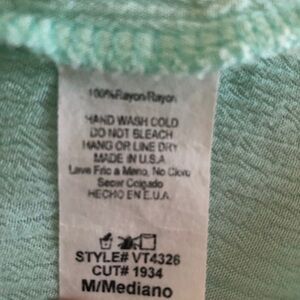 100%Rayon/Rayon
HAND WASH COLD
DO NOT BLEACH
HANG OR LINE DRY
MADE IN U.S.A
Lave Fria a Mano, No Cloro
Secar Colgado
HECHO EN E.U.A.
STYLE# VT4326
CUT# 1934
M/Mediano